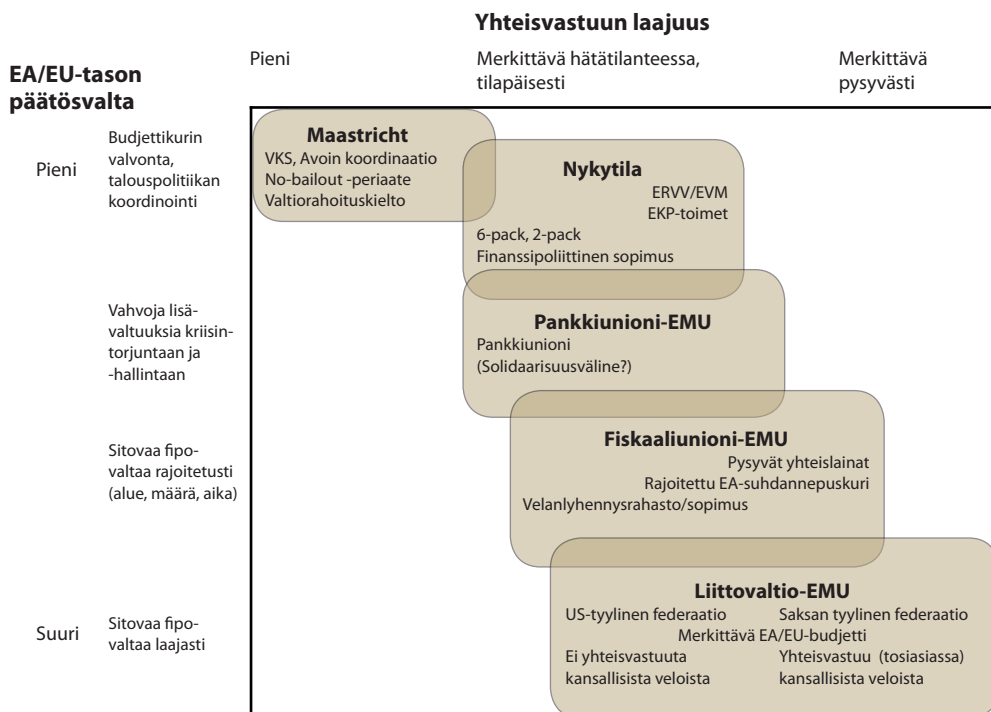 Yhteisvastuun laajuus
Pieni
Merkittävä hätätilanteessa,
tilapäisesti
Merkittävä
pysyvästi
EA/EU-tason
päätösvalta
Pieni
Budjettikurin
valvonta,
talouspolitiikan
koordinointi
Maastricht
VKS, Avoin koordinaatio
No-bailout -periaate
Valtiorahoituskielto
Nykytila
ERVV/EVM
EKP-toimet
6-pack, 2-pack
Finanssipoliittinen sopimus
Vahvoja lisä-
valtuuksia kriisin-
torjuntaan ja
-hallintaan
Pankkiunioni-EMU
Pankkiunioni
(Solidaarisuusväline?)
Sitovaa fipo-
valtaa rajoitetusti
(alue, määrä, aika)
Fiskaaliunioni-EMU
Pysyvät yhteislainat
Rajoitettu EA-suhdannepuskuri
Velanlyhennysrahasto/sopimus
Suuri
Sitovaa fipo-
valtaa laajasti
Liittovaltio-EMU
US-tyylinen federaatio
Saksan tyylinen federaatio
Merkittävä EA/EU-budjetti
Ei yhteisvastuuta
kansallisista veloista
Yhteisvastuu (tosiasiassa)
kansallisista veloista